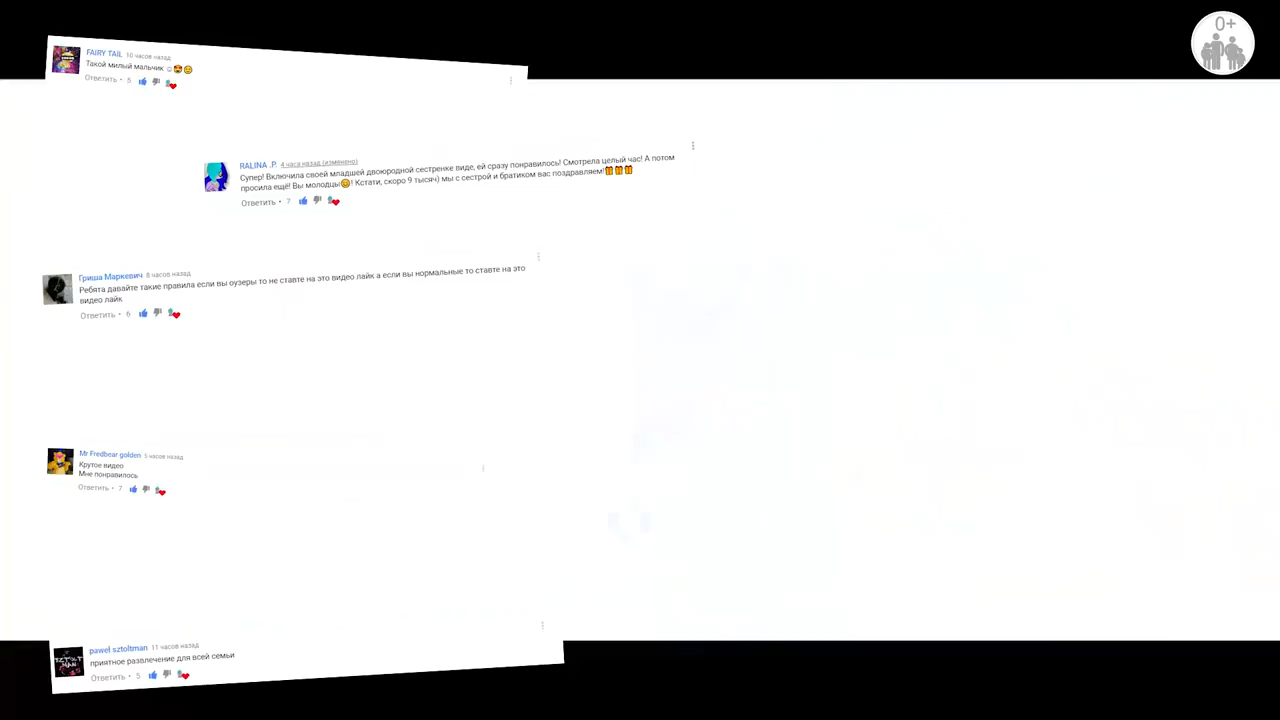 0+
FAIRY TAIL 10 часов назад
Такой милый мальчик
Ответить • 5
RALINA .P. 4 часа назад (изменено)
Супер! Включила своей младшей двоюродной сестренке виде, ей сразу понравилось! Смотрела целый час! А потом
просила ещё! Вы молодцы😄! Кстати, скоро 9 тысяч) мы с сестрой и братиком вас поздравляем!🎁🎁🎁
Ответить • 7
Гриша Маркевич 8 часов назад
Ребята давайте такие правила если вы оузеры то не ставте на это видео лайк а если вы нормальные то ставте на это
видео лайк
Ответить • 6
Mr Fredbear golden 5 часов назад
Крутое видео
Мне понравилось
Ответить • 7
pawel sztoltman 11 часов назад
приятное развлечение для всей семьи
Ответить • 5